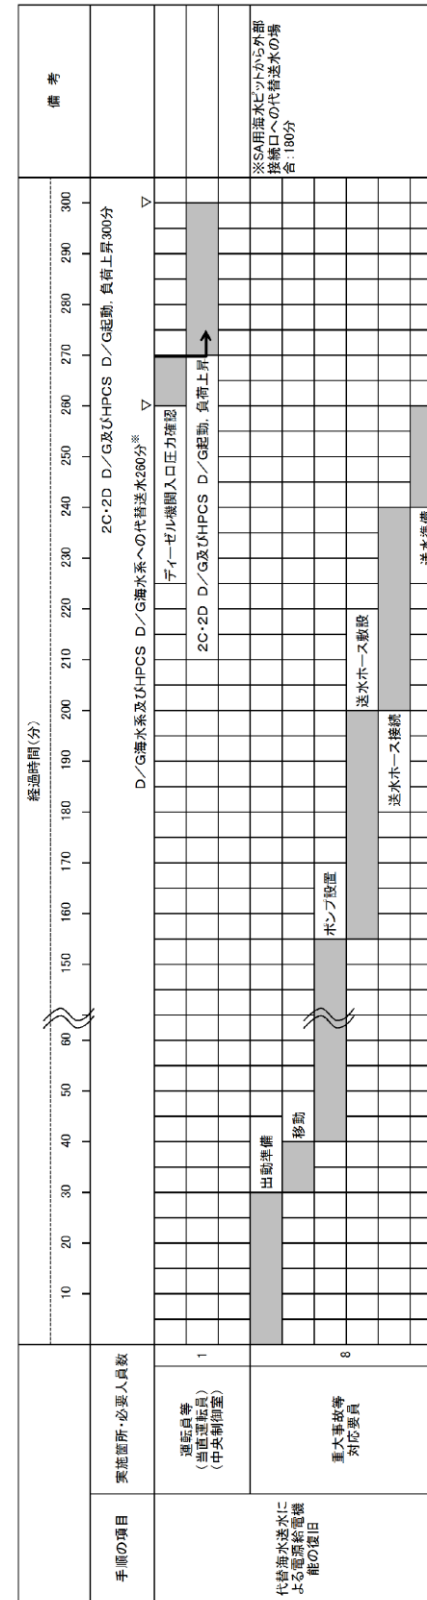 手順の項目
実施箇所・必要人員数
経過時間(分)
備 考
10 20 30 40 50 60 150 160 170 180 190 200 210 220 230 240 250 260 270 280 290 300
2C・2D D/G及びHPCS D/G起動,負荷上昇300分
D/G海水系及びHPCS D/G海水系への代替送水260分※
代替海水送水に
よる電源給電機
能の復旧
運転員等
(当直運転員)
(中央制御室)
1
ディーゼル機関入口圧力確認
2C・2D D/G及びHPCS D/G起動,負荷上昇
重大事故等
対応要員
8
出動準備
移動
ポンプ設置
送水ホース敷設
送水ホース接続
送水準備
※SA用海水ピットから外部
接続口への代替送水の場
合:180分